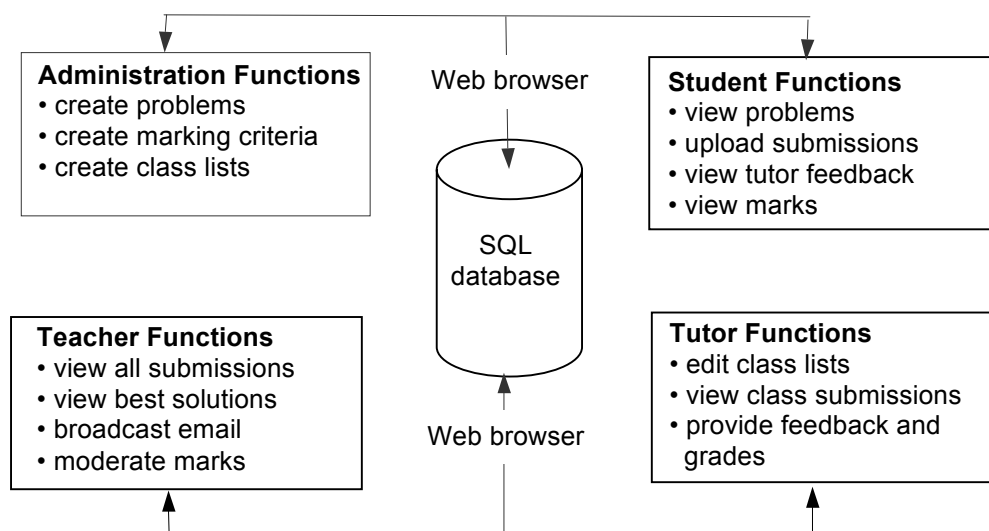 Administration Functions
• create problems
• create marking criteria
• create class lists
Web browser
Student Functions
• view problems
• upload submissions
• view tutor feedback
• view marks
SQL
database
Teacher Functions
• view all submissions
• view best solutions
• broadcast email
• moderate marks
Web browser
Tutor Functions
• edit class lists
• view class submissions
• provide feedback and
grades